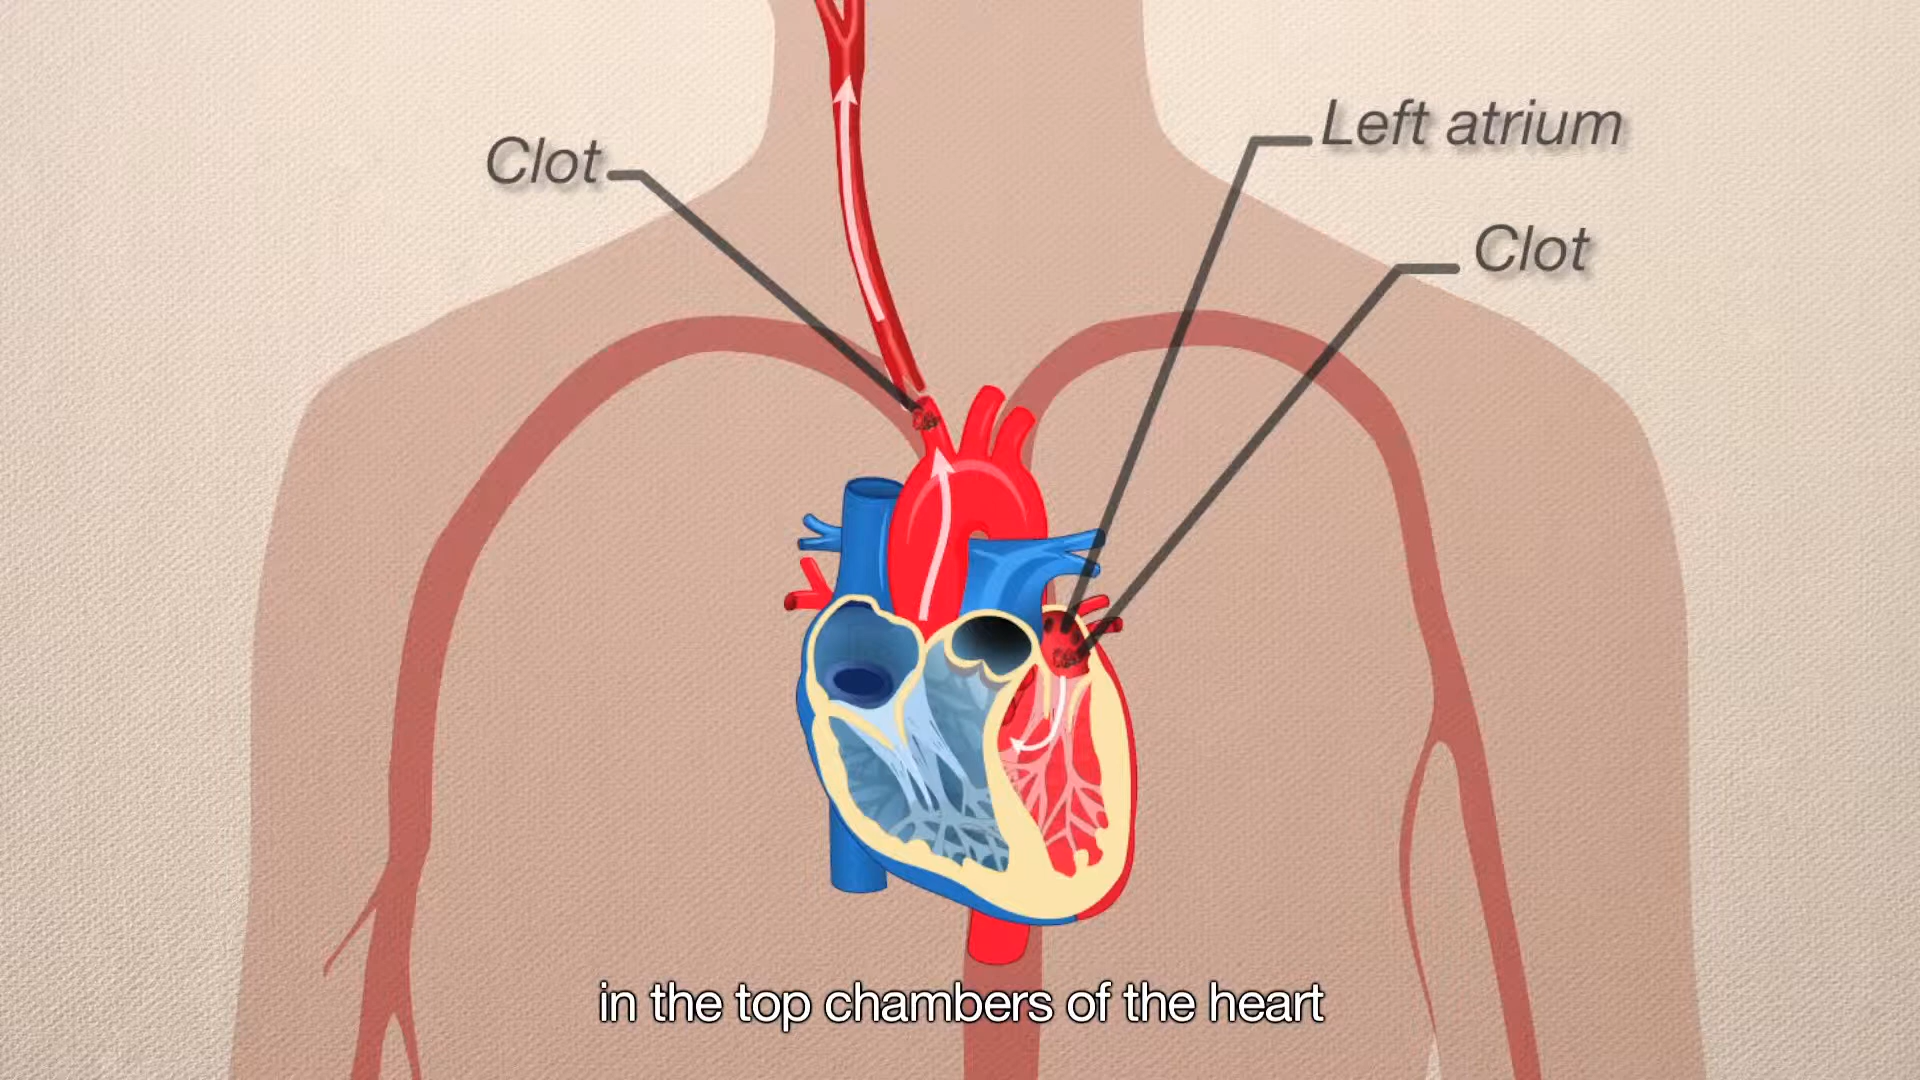 Left atrium
Clot
Clot
in the top chambers of the heart